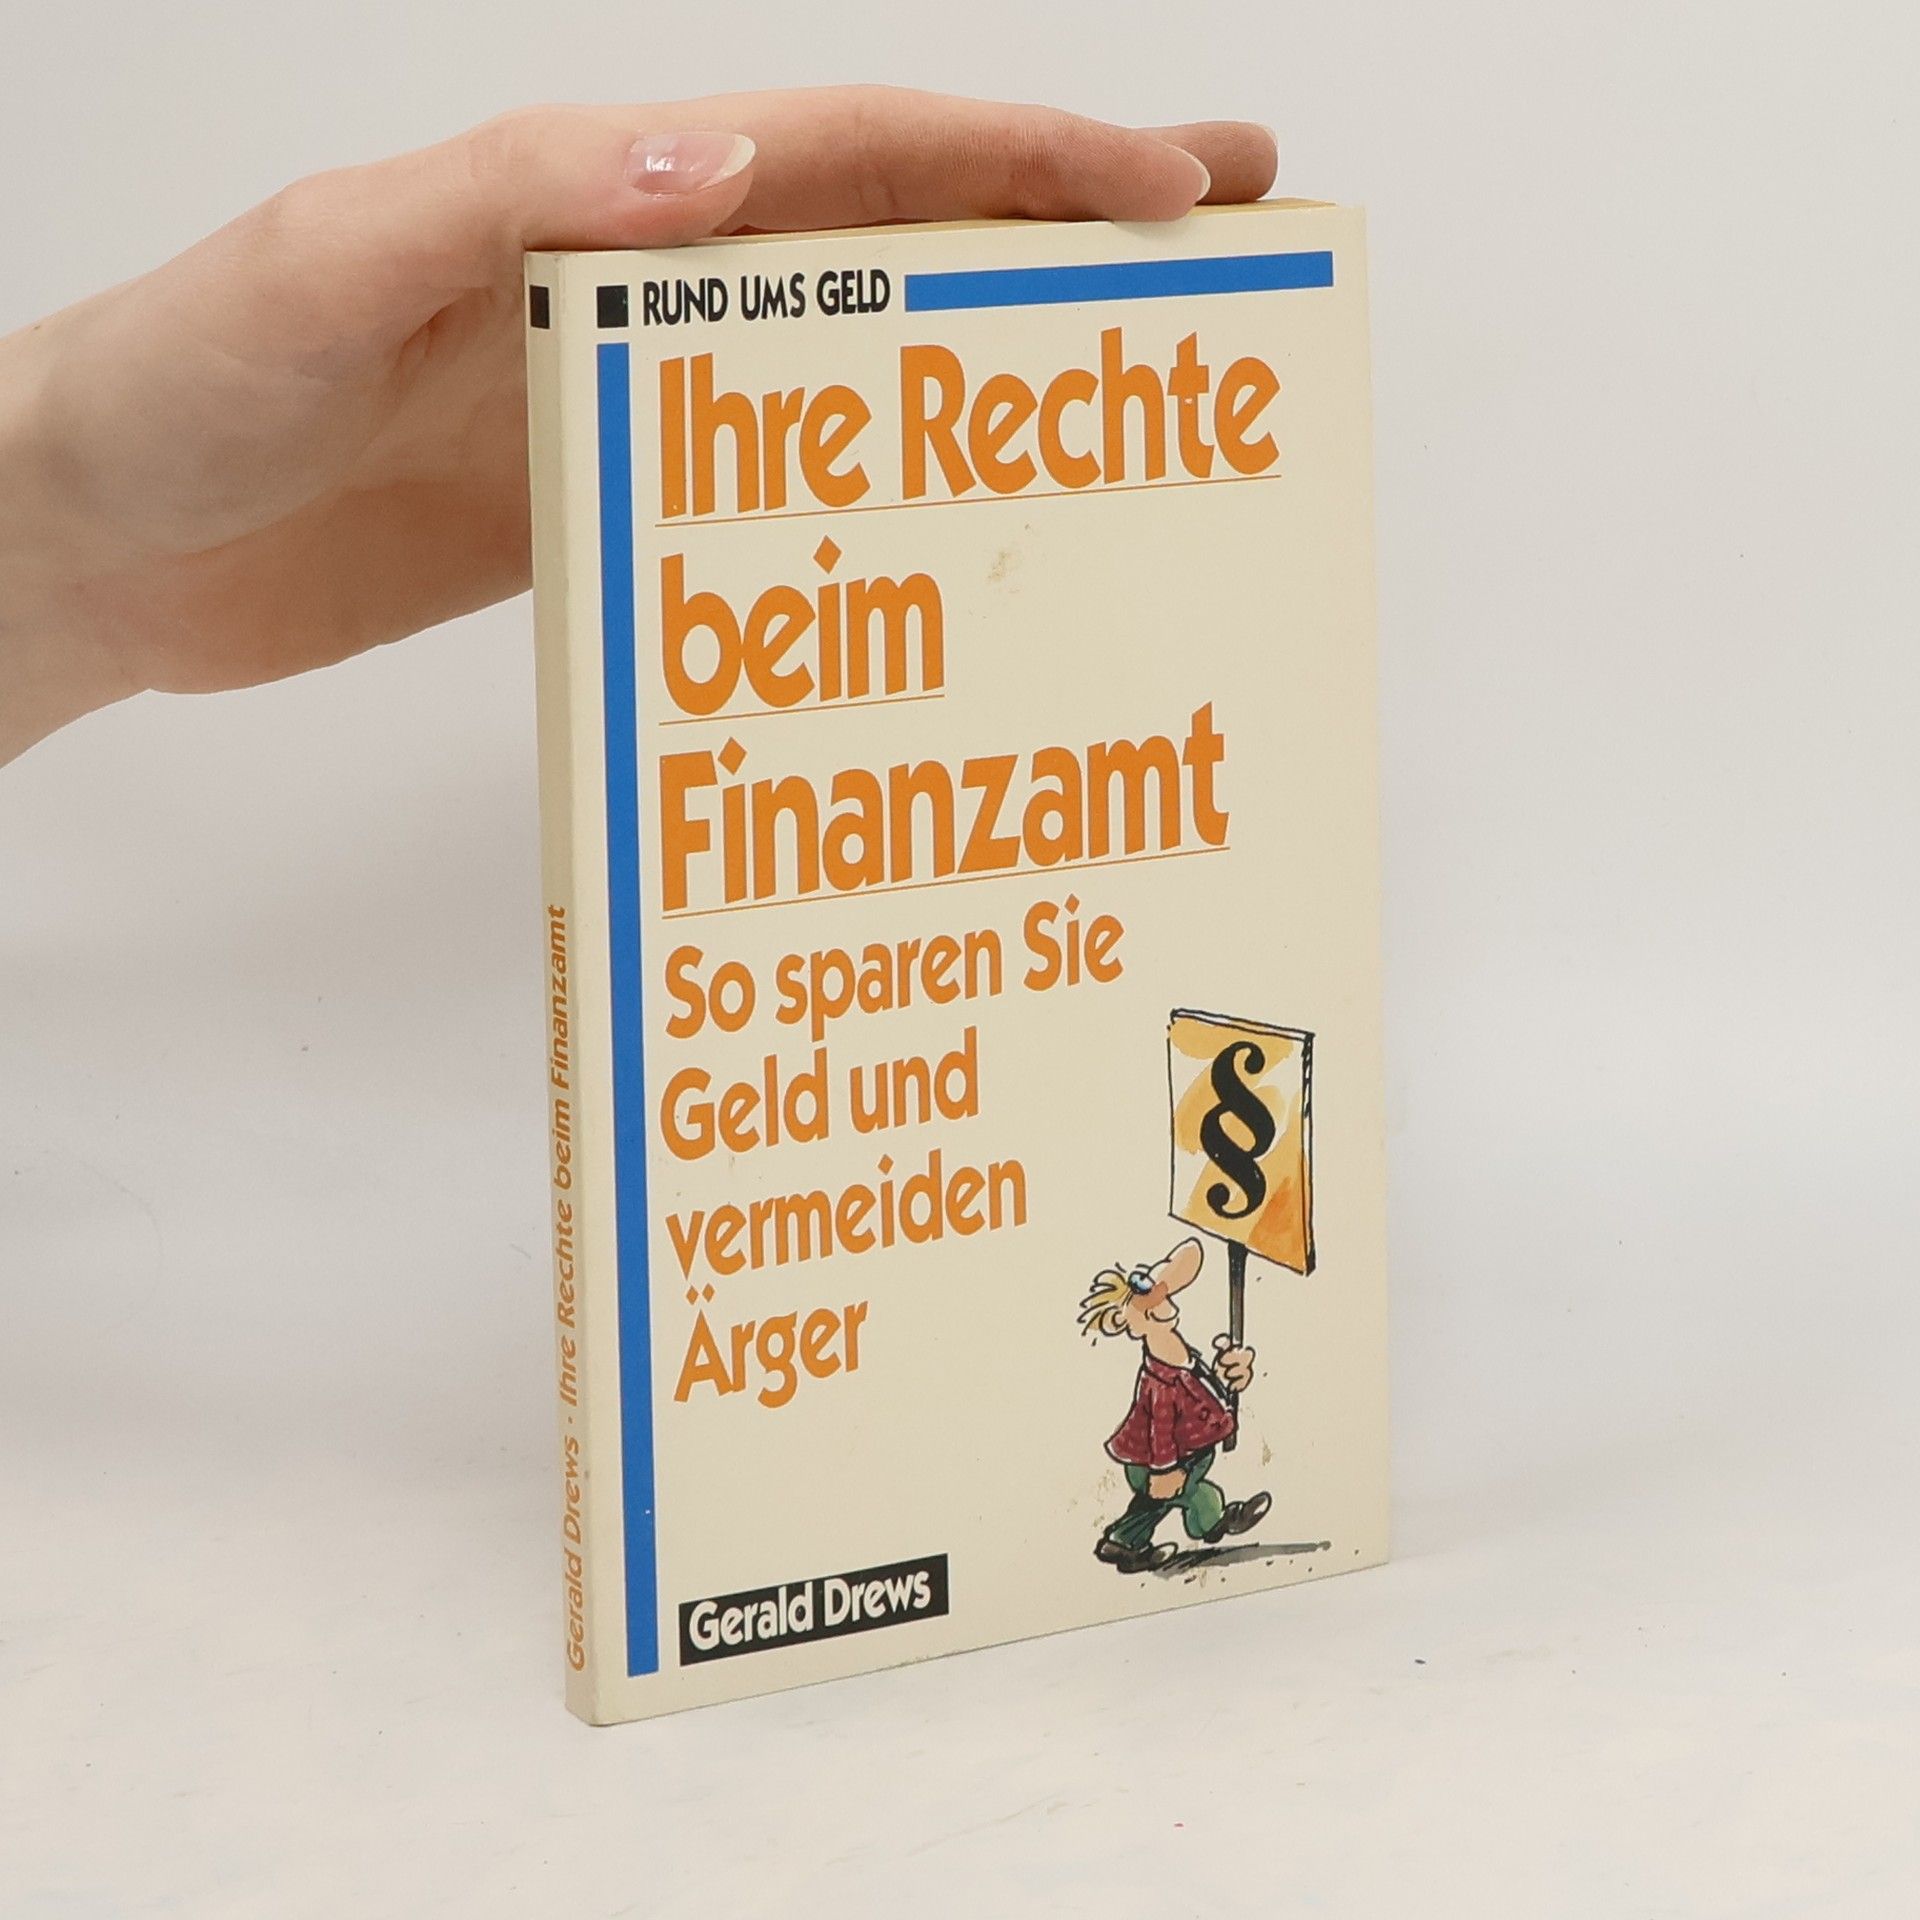 RUND UMS GELD
Ihre Rechte
beim
Finanzamt
So sparen Sie
Geld und
vermeiden
Ärger
§
Gerald Drews
Gerald Drews · Ihre Rechte beim Finanzamt